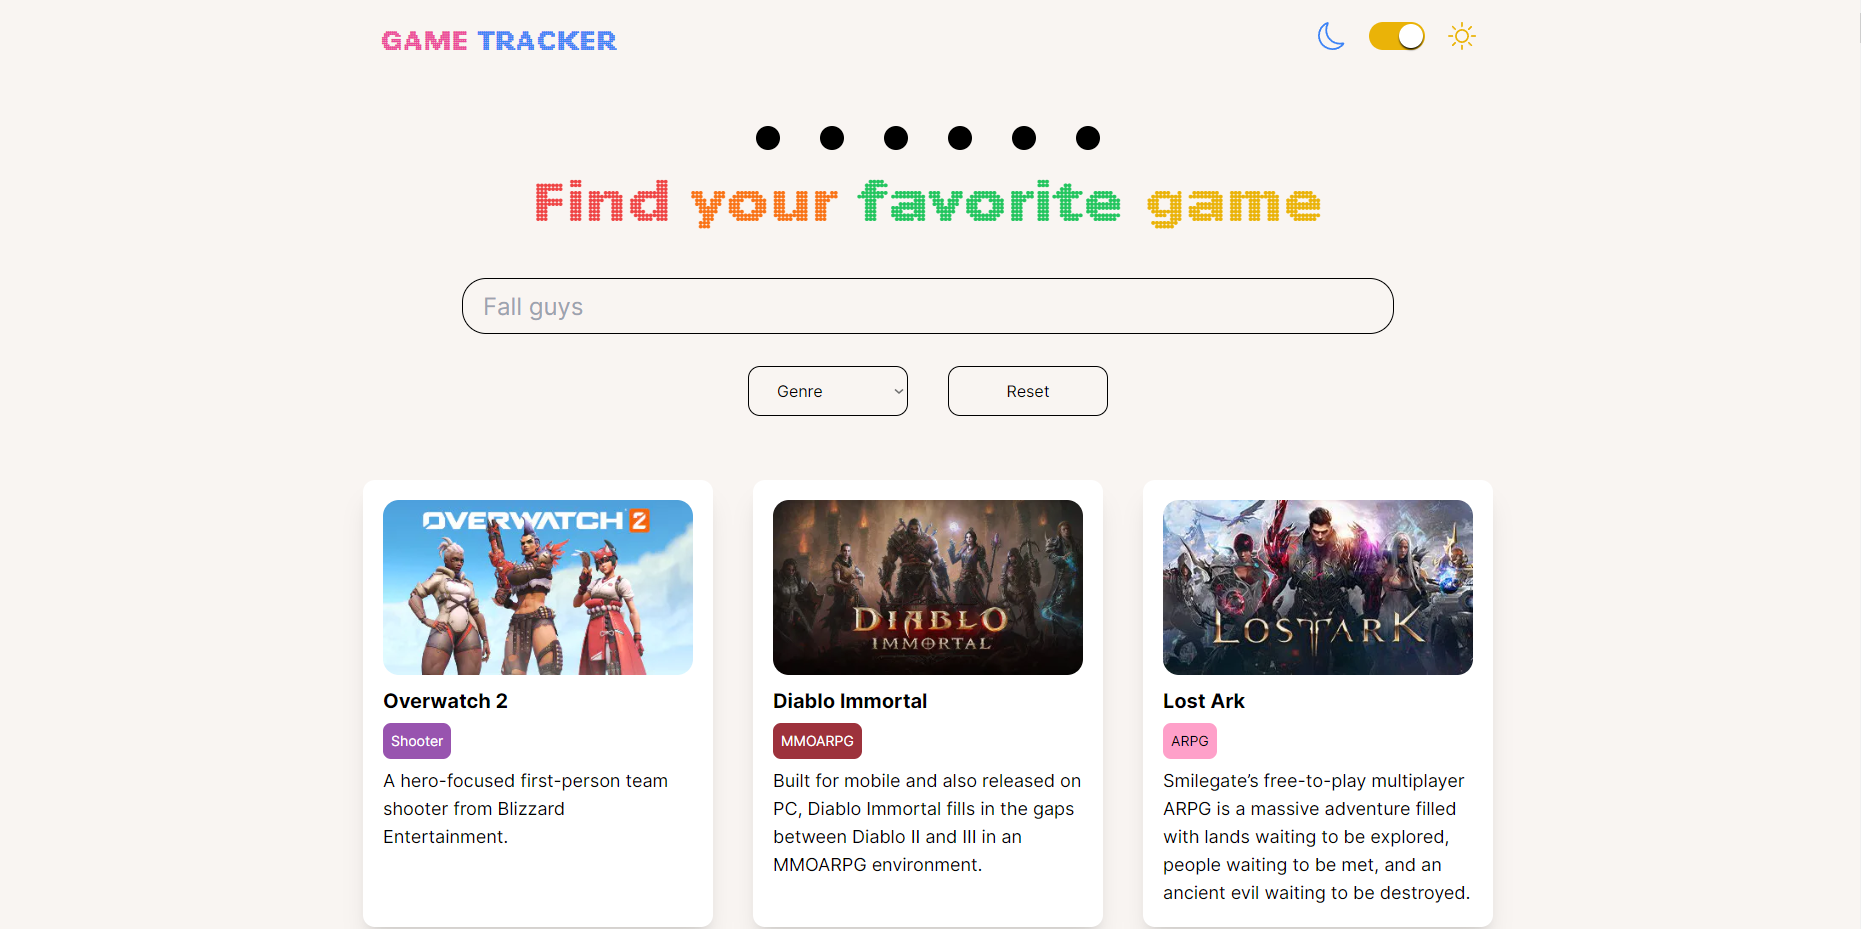 GAME TRACKER
Find your favorite game
Fall guys
Genre
Reset
OVERWATCH 2
Overwatch 2
Shooter
A hero-focused first-person team
shooter from Blizzard
Entertainment.
DIABLO
IMMORTAL
Diablo Immortal
MMOARPG
Built for mobile and also released on
PC, Diablo Immortal fills in the gaps
between Diablo II and III in an
MMOARPG environment.
LOST ARK
Lost Ark
ARPG
Smilegate’s free-to-play multiplayer
ARPG is a massive adventure filled
with lands waiting to be explored,
people waiting to be met, and an
ancient evil waiting to be destroyed.